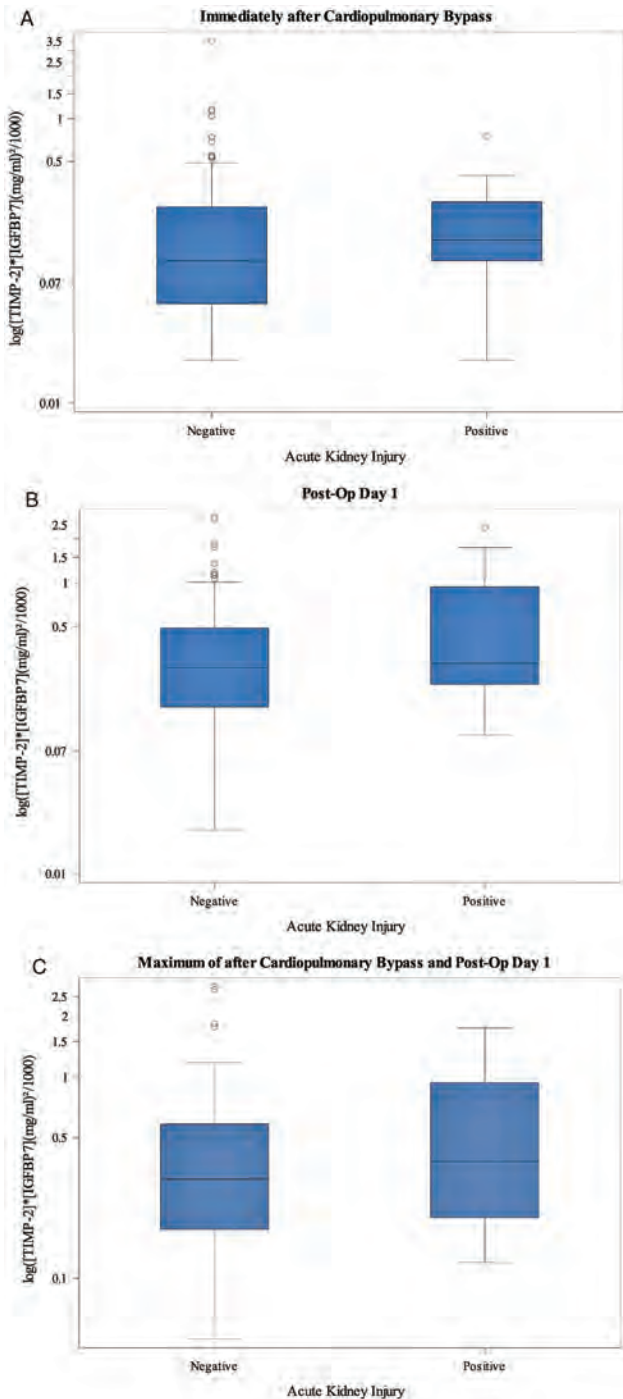 A
Immediately after Cardiopulmonary Bypass
log([TIMP-2]*[IGFBP7](mg/ml)²/1000)
3.5
2.5
1.5
1
0.5
0.07
0.01
Negative
Positive
Acute Kidney Injury
B
Post-Op Day 1
log([TIMP-2]*[IGFBP7](mg/ml)²/1000)
2.5
1.5
1
0.5
0.07
0.01
Negative
Positive
Acute Kidney Injury
C
Maximum of after Cardiopulmonary Bypass and Post-Op Day 1
log([TIMP-2]*[IGFBP7](mg/ml)²/1000)
2.5
2
1.5
1
0.5
0.1
Negative
Positive
Acute Kidney Injury